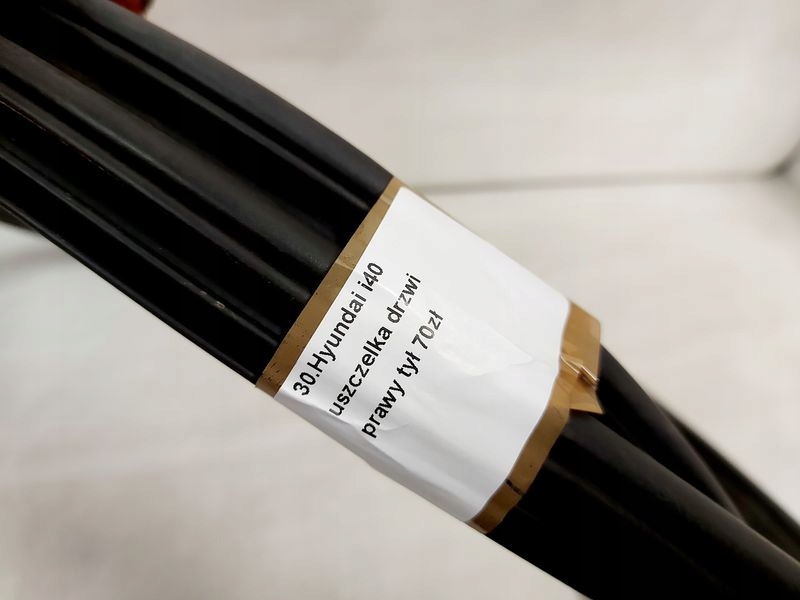 30.Hyundai i40
uszczelka drzwi
prawy tył 70zł